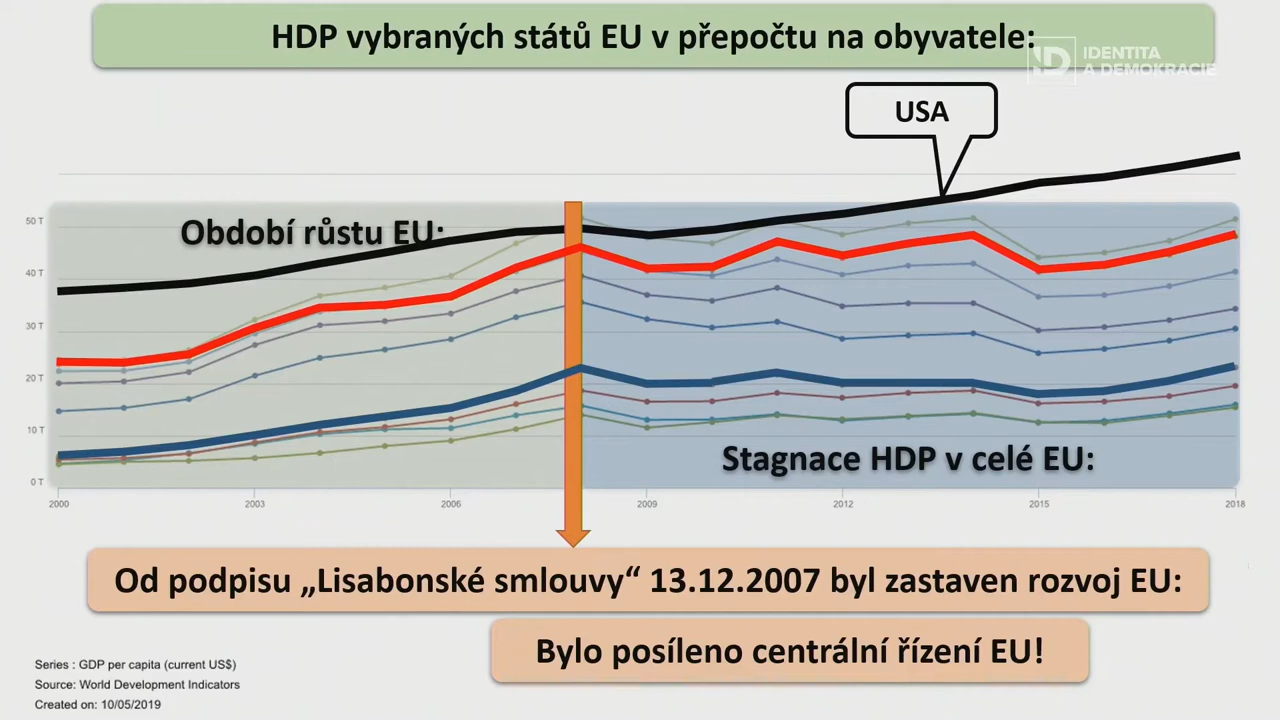 HDP vybraných států EU v přepočtu na obyvatele:
ID IDENTITA
A DEMOKRACIE
USA
Období růstu EU:
50 T
40 T
30 T
20 T
10 T
0 T
Stagnace HDP v celé EU:
2000 2003 2006 2009 2012 2015 2018
Od podpisu „Lisabonské smlouvy“ 13.12.2007 byl zastaven rozvoj EU:
Bylo posíleno centrální řízení EU!
Series : GDP per capita (current US$)
Source: World Development Indicators
Created on: 10/05/2019